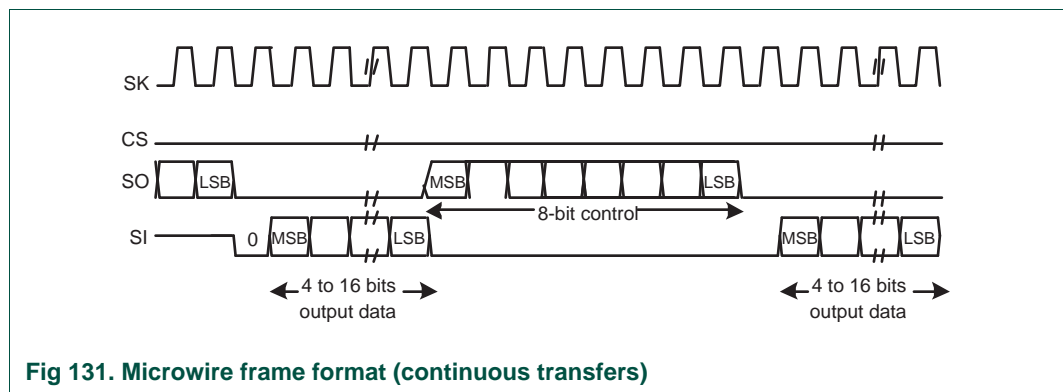 SK
CS
SO
LSB
MSB
LSB
8-bit control
SI
0
MSB
LSB
MSB
LSB
4 to 16 bits
output data
4 to 16 bits
output data
Fig 131. Microwire frame format (continuous transfers)